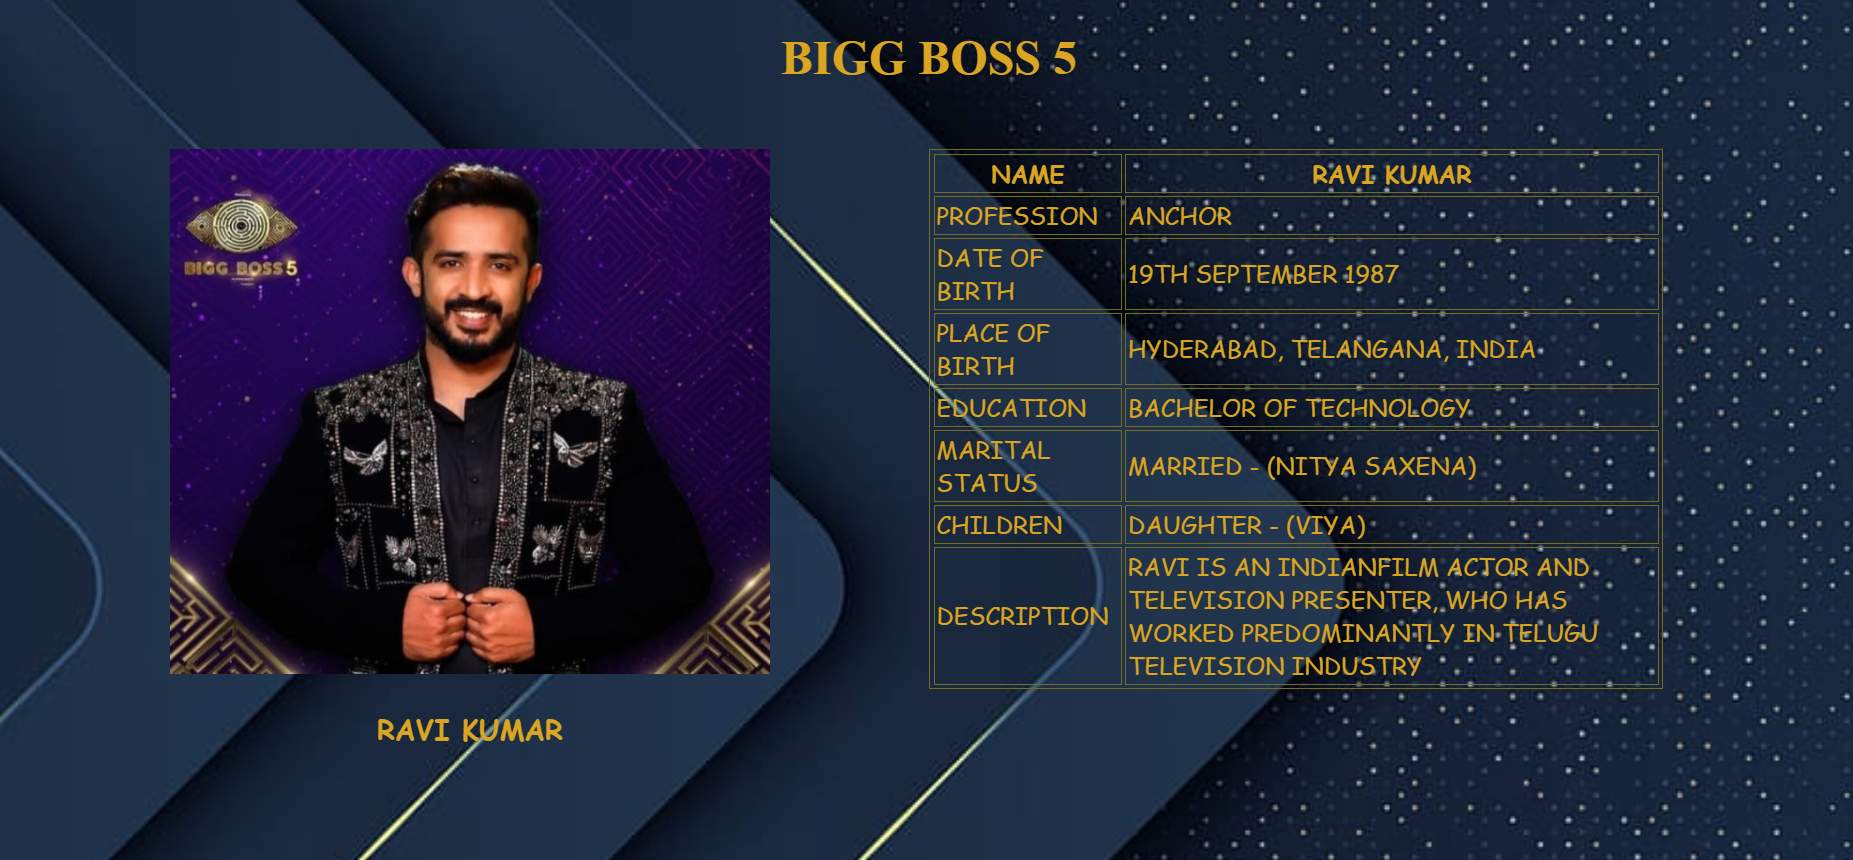 BIGG BOSS 5
BIGG BOSS 5
RAVI KUMAR
NAME RAVI KUMAR
PROFESSION ANCHOR
DATE OF
BIRTH
19TH SEPTEMBER 1987
PLACE OF
BIRTH
HYDERABAD, TELANGANA, INDIA
EDUCATION BACHELOR OF TECHNOLOGY
MARITAL
STATUS
MARRIED - (NITYA SAXENA)
CHILDREN DAUGHTER - (VIYA)
DESCRIPTION
RAVI IS AN INDIANFILM ACTOR AND
TELEVISION PRESENTER, WHO HAS
WORKED PREDOMINANTLY IN TELUGU
TELEVISION INDUSTRY